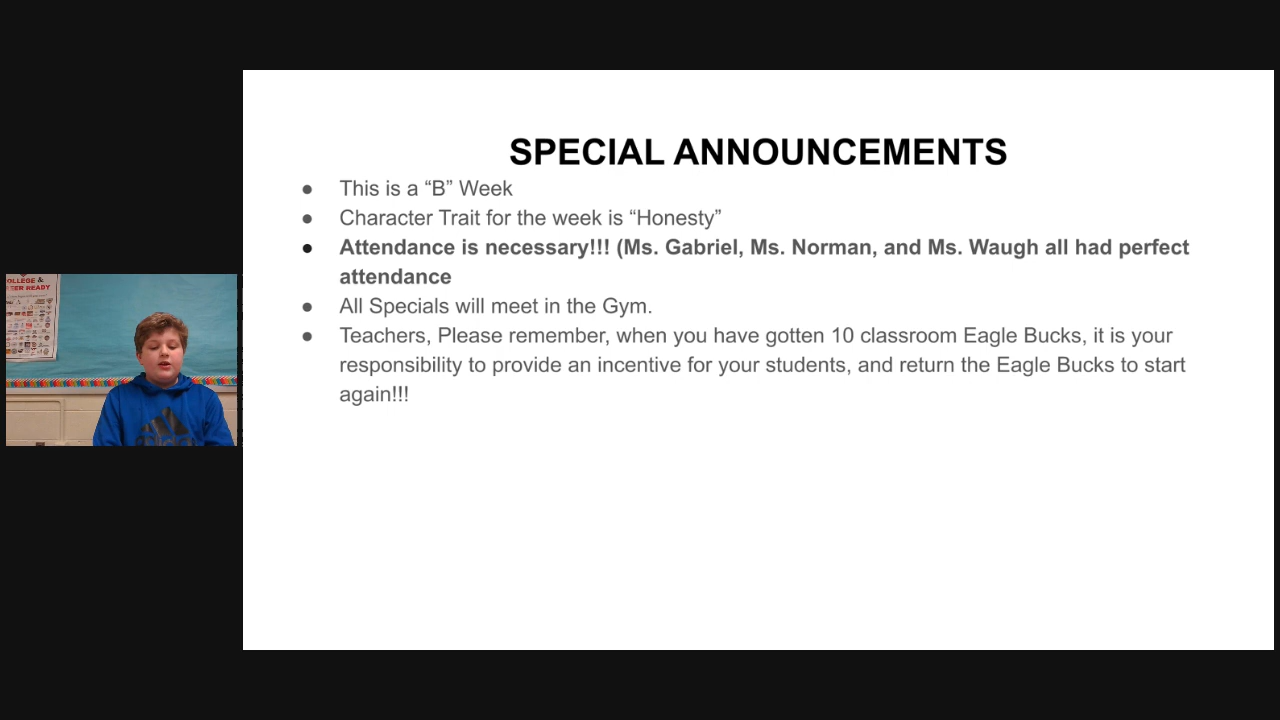 SPECIAL ANNOUNCEMENTS
● This is a “B” Week
● Character Trait for the week is “Honesty”
● Attendance is necessary!!! (Ms. Gabriel, Ms. Norman, and Ms. Waugh all had perfect
attendance
● All Specials will meet in the Gym.
● Teachers, Please remember, when you have gotten 10 classroom Eagle Bucks, it is your
responsibility to provide an incentive for your students, and return the Eagle Bucks to start
again!!!
OLLEGE &
ER READY